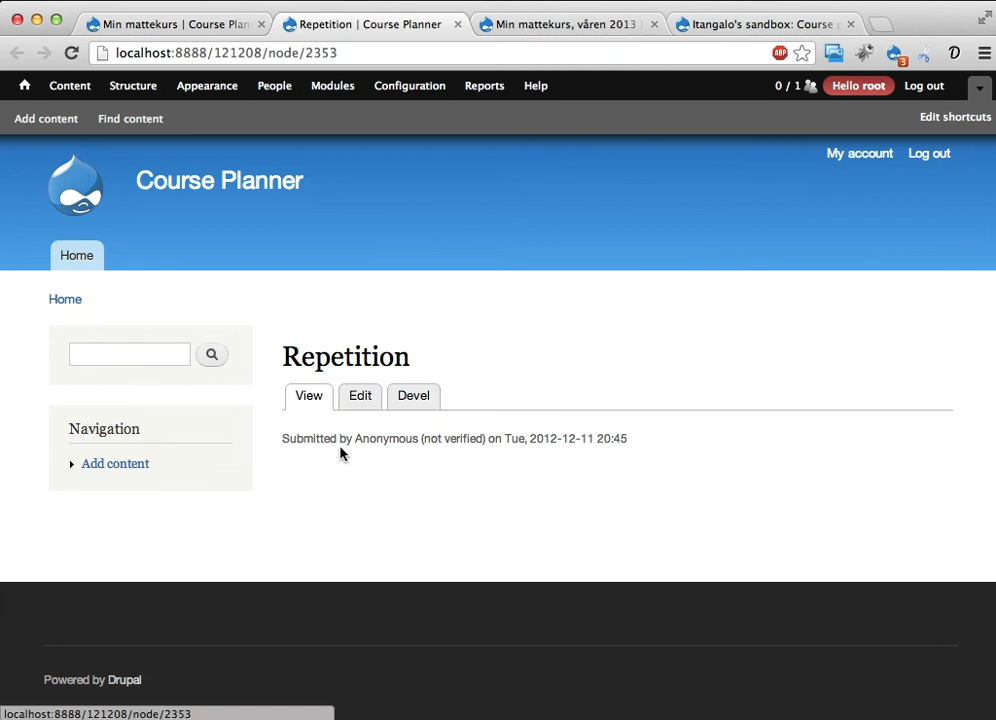 Min mattekurs | Course Plan
Repetition | Course Planner
Min mattekurs, våren 2013 |
Itangalo's sandbox: Course
localhost:8888/121208/node/2353
ABP
3
D
Content Structure Appearance People Modules Configuration Reports Help 0 / 1 Hello root Log out
Add content Find content Edit shortcuts
My account Log out
Course Planner
Home
Home
Repetition
View Edit Devel
Navigation
Submitted by Anonymous (not verified) on Tue, 2012-12-11 20:45
Add content
Powered by Drupal
localhost:8888/121208/node/2353